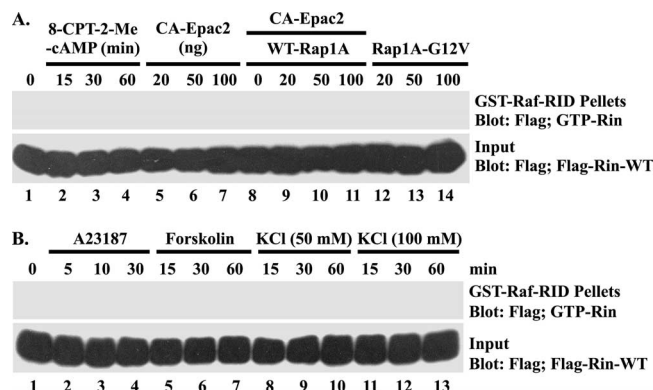 A.
8-CPT-2-Me
-cAMP (min)
CA-Epac2
(ng)
CA-Epac2
WT-Rap1A
Rap1A-G12V
0 15 30 60 20 50 100 0 20 50 100 20 50 100
GST-Raf-RID Pellets
Blot: Flag; GTP-Rin
Input
Blot: Flag; Flag-Rin-WT
1 2 3 4 5 6 7 8 9 10 11 12 13 14
B.
A23187 Forskolin KCl (50 mM) KCl (100 mM)
0 5 10 30 15 30 60 15 30 60 15 30 60 min
GST-Raf-RID Pellets
Blot: Flag; GTP-Rin
Input
Blot: Flag; Flag-Rin-WT
1 2 3 4 5 6 7 8 9 10 11 12 13